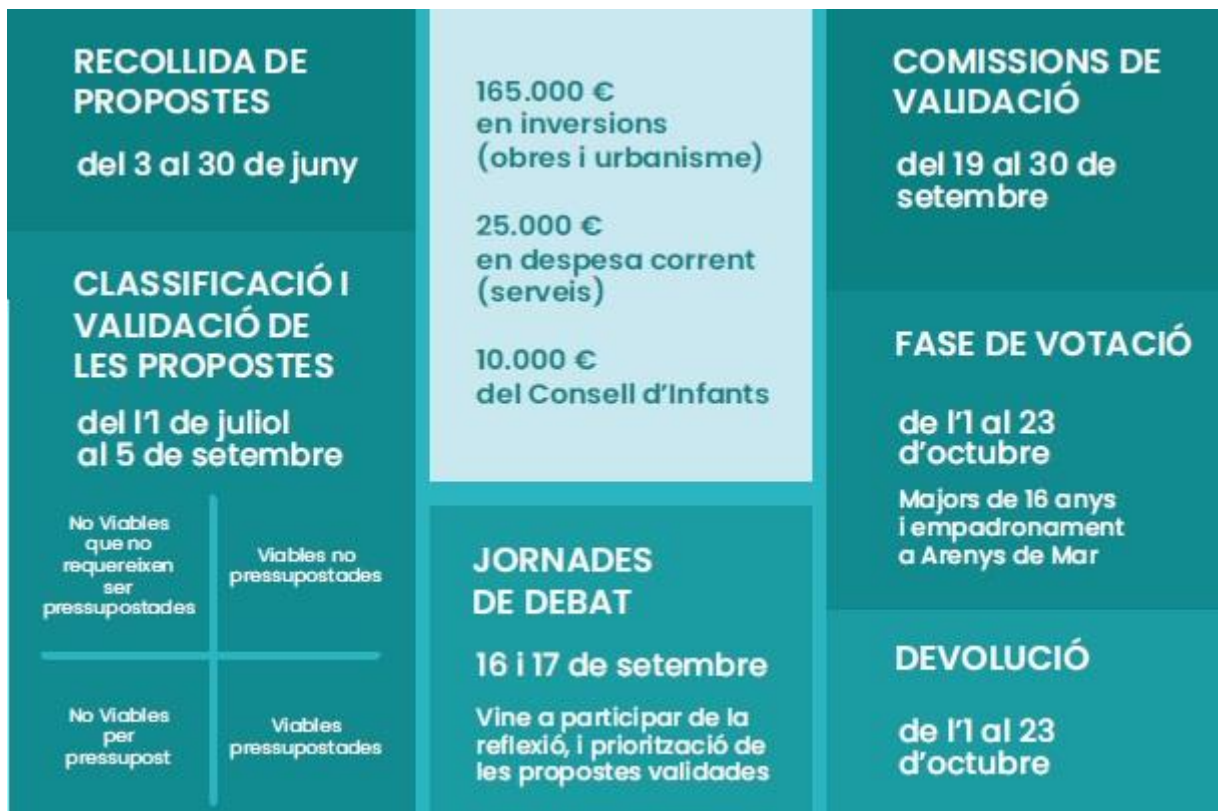 RECOLLIDA DE
PROPOSTES
del 3 al 30 de juny
CLASSIFICACIÓ I
VALIDACIÓ DE
LES PROPOSTES
del l'1 de juliol
al 5 de setembre
No Viables
que no
requereixen
ser
pressupostades
Viables no
pressupostades
No Viables
per
pressupost
Viables
pressupostades
165.000 €
en inversions
(obres i urbanisme)
25.000 €
en despesa corrent
(serveis)
10.000 €
del Consell d'Infants
JORNADES
DE DEBAT
16 i 17 de setembre
Vine a participar de la
reflexió, i priorització de
les propostes validades
COMISSIONS DE
VALIDACIÓ
del 19 al 30 de
setembre
FASE DE VOTACIÓ
de l'1 al 23
d'octubre
Majors de 16 anys
i empadronament
a Arenys de Mar
DEVOLUCIÓ
de l'1 al 23
d'octubre